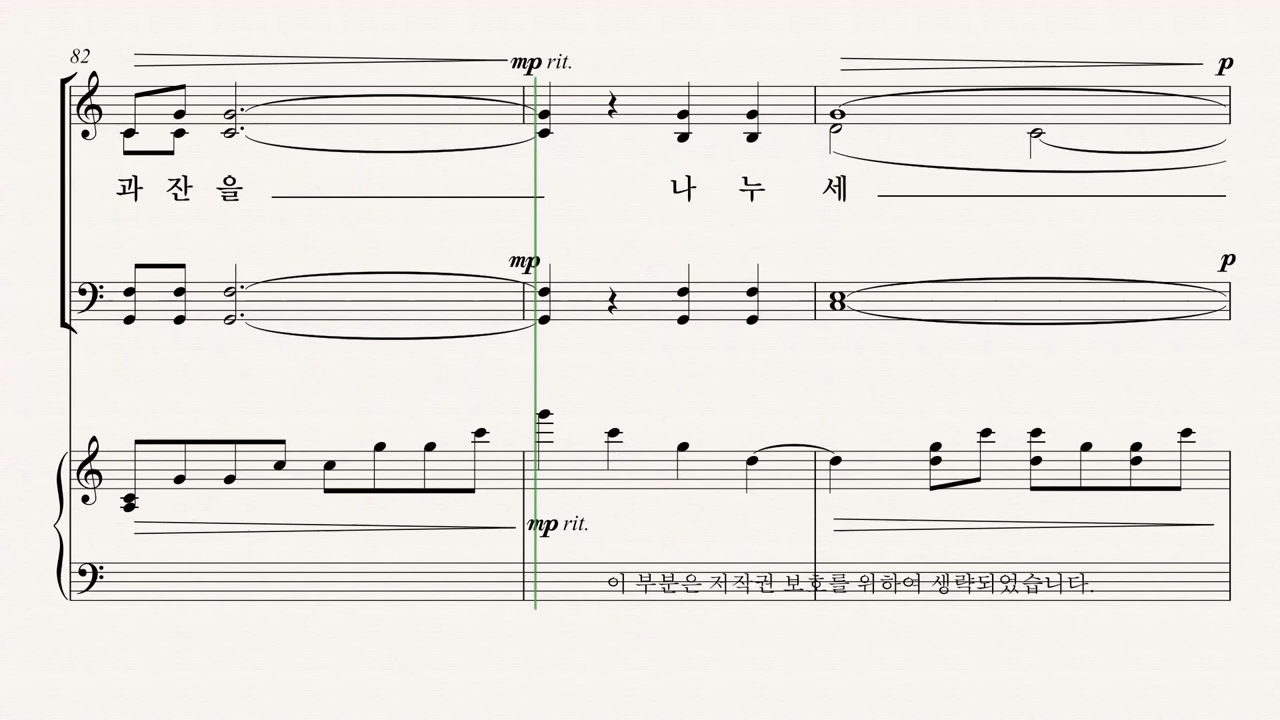 82
mp rit.
p
과 잔 을 나 누 세
mp
p
mp rit.
이 부분은 저작권 보호를 위하여 생략되었습니다.